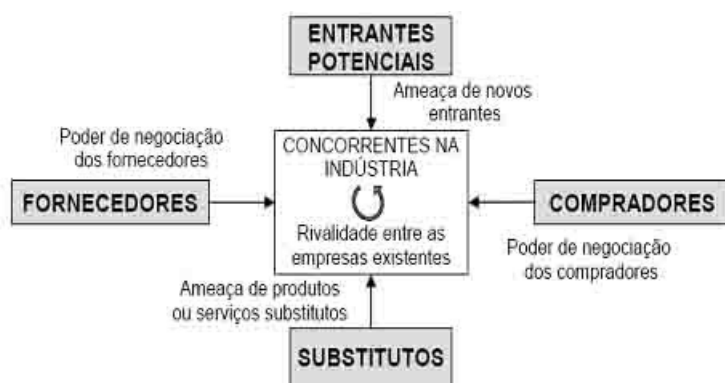 ENTRANTES
POTENCIAIS
Ameaça de novos
entrantes
Poder de negociação
dos fornecedores
FORNECEDORES
CONCORRENTES NA
INDÚSTRIA
Rivalidade entre as
empresas existentes
COMPRADORES
Poder de negociação
dos compradores
Ameaça de produtos
ou serviços substitutos
SUBSTITUTOS